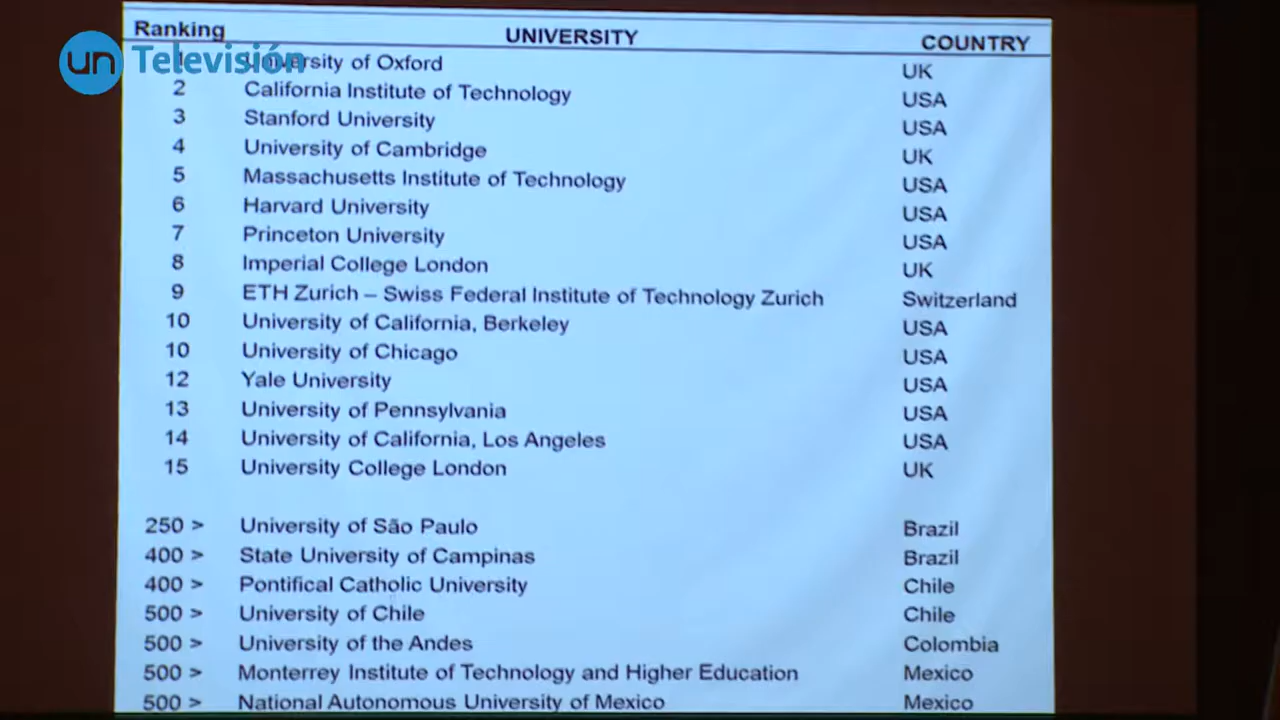 Ranking UNIVERSITY COUNTRY
un Televisión
1 University of Oxford UK
2 California Institute of Technology USA
3 Stanford University USA
4 University of Cambridge UK
5 Massachusetts Institute of Technology USA
6 Harvard University USA
7 Princeton University USA
8 Imperial College London UK
9 ETH Zurich – Swiss Federal Institute of Technology Zurich Switzerland
10 University of California, Berkeley USA
10 University of Chicago USA
12 Yale University USA
13 University of Pennsylvania USA
14 University of California, Los Angeles USA
15 University College London UK
250 > University of São Paulo Brazil
400 > State University of Campinas Brazil
400 > Pontifical Catholic University Chile
500 > University of Chile Chile
500 > University of the Andes Colombia
500 > Monterrey Institute of Technology and Higher Education Mexico
500 > National Autonomous University of Mexico Mexico